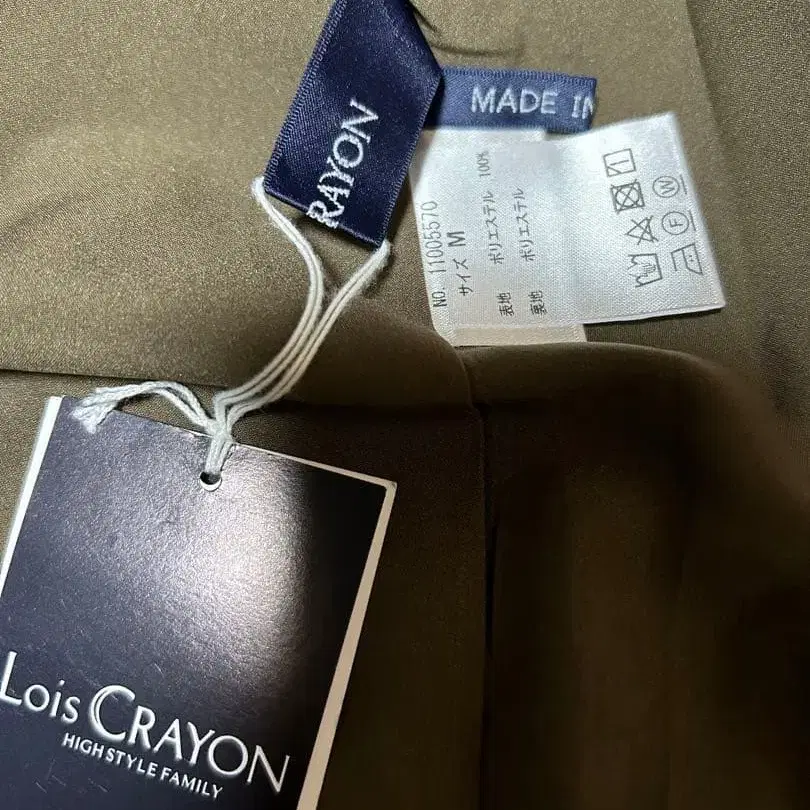 RAYON
MADE IN
NO. 11005570
サイズ M
表地 ポリエステル 100%
裏地 ポリエステル
W
F
Lois CRAYON
HIGH STYLE FAMILY